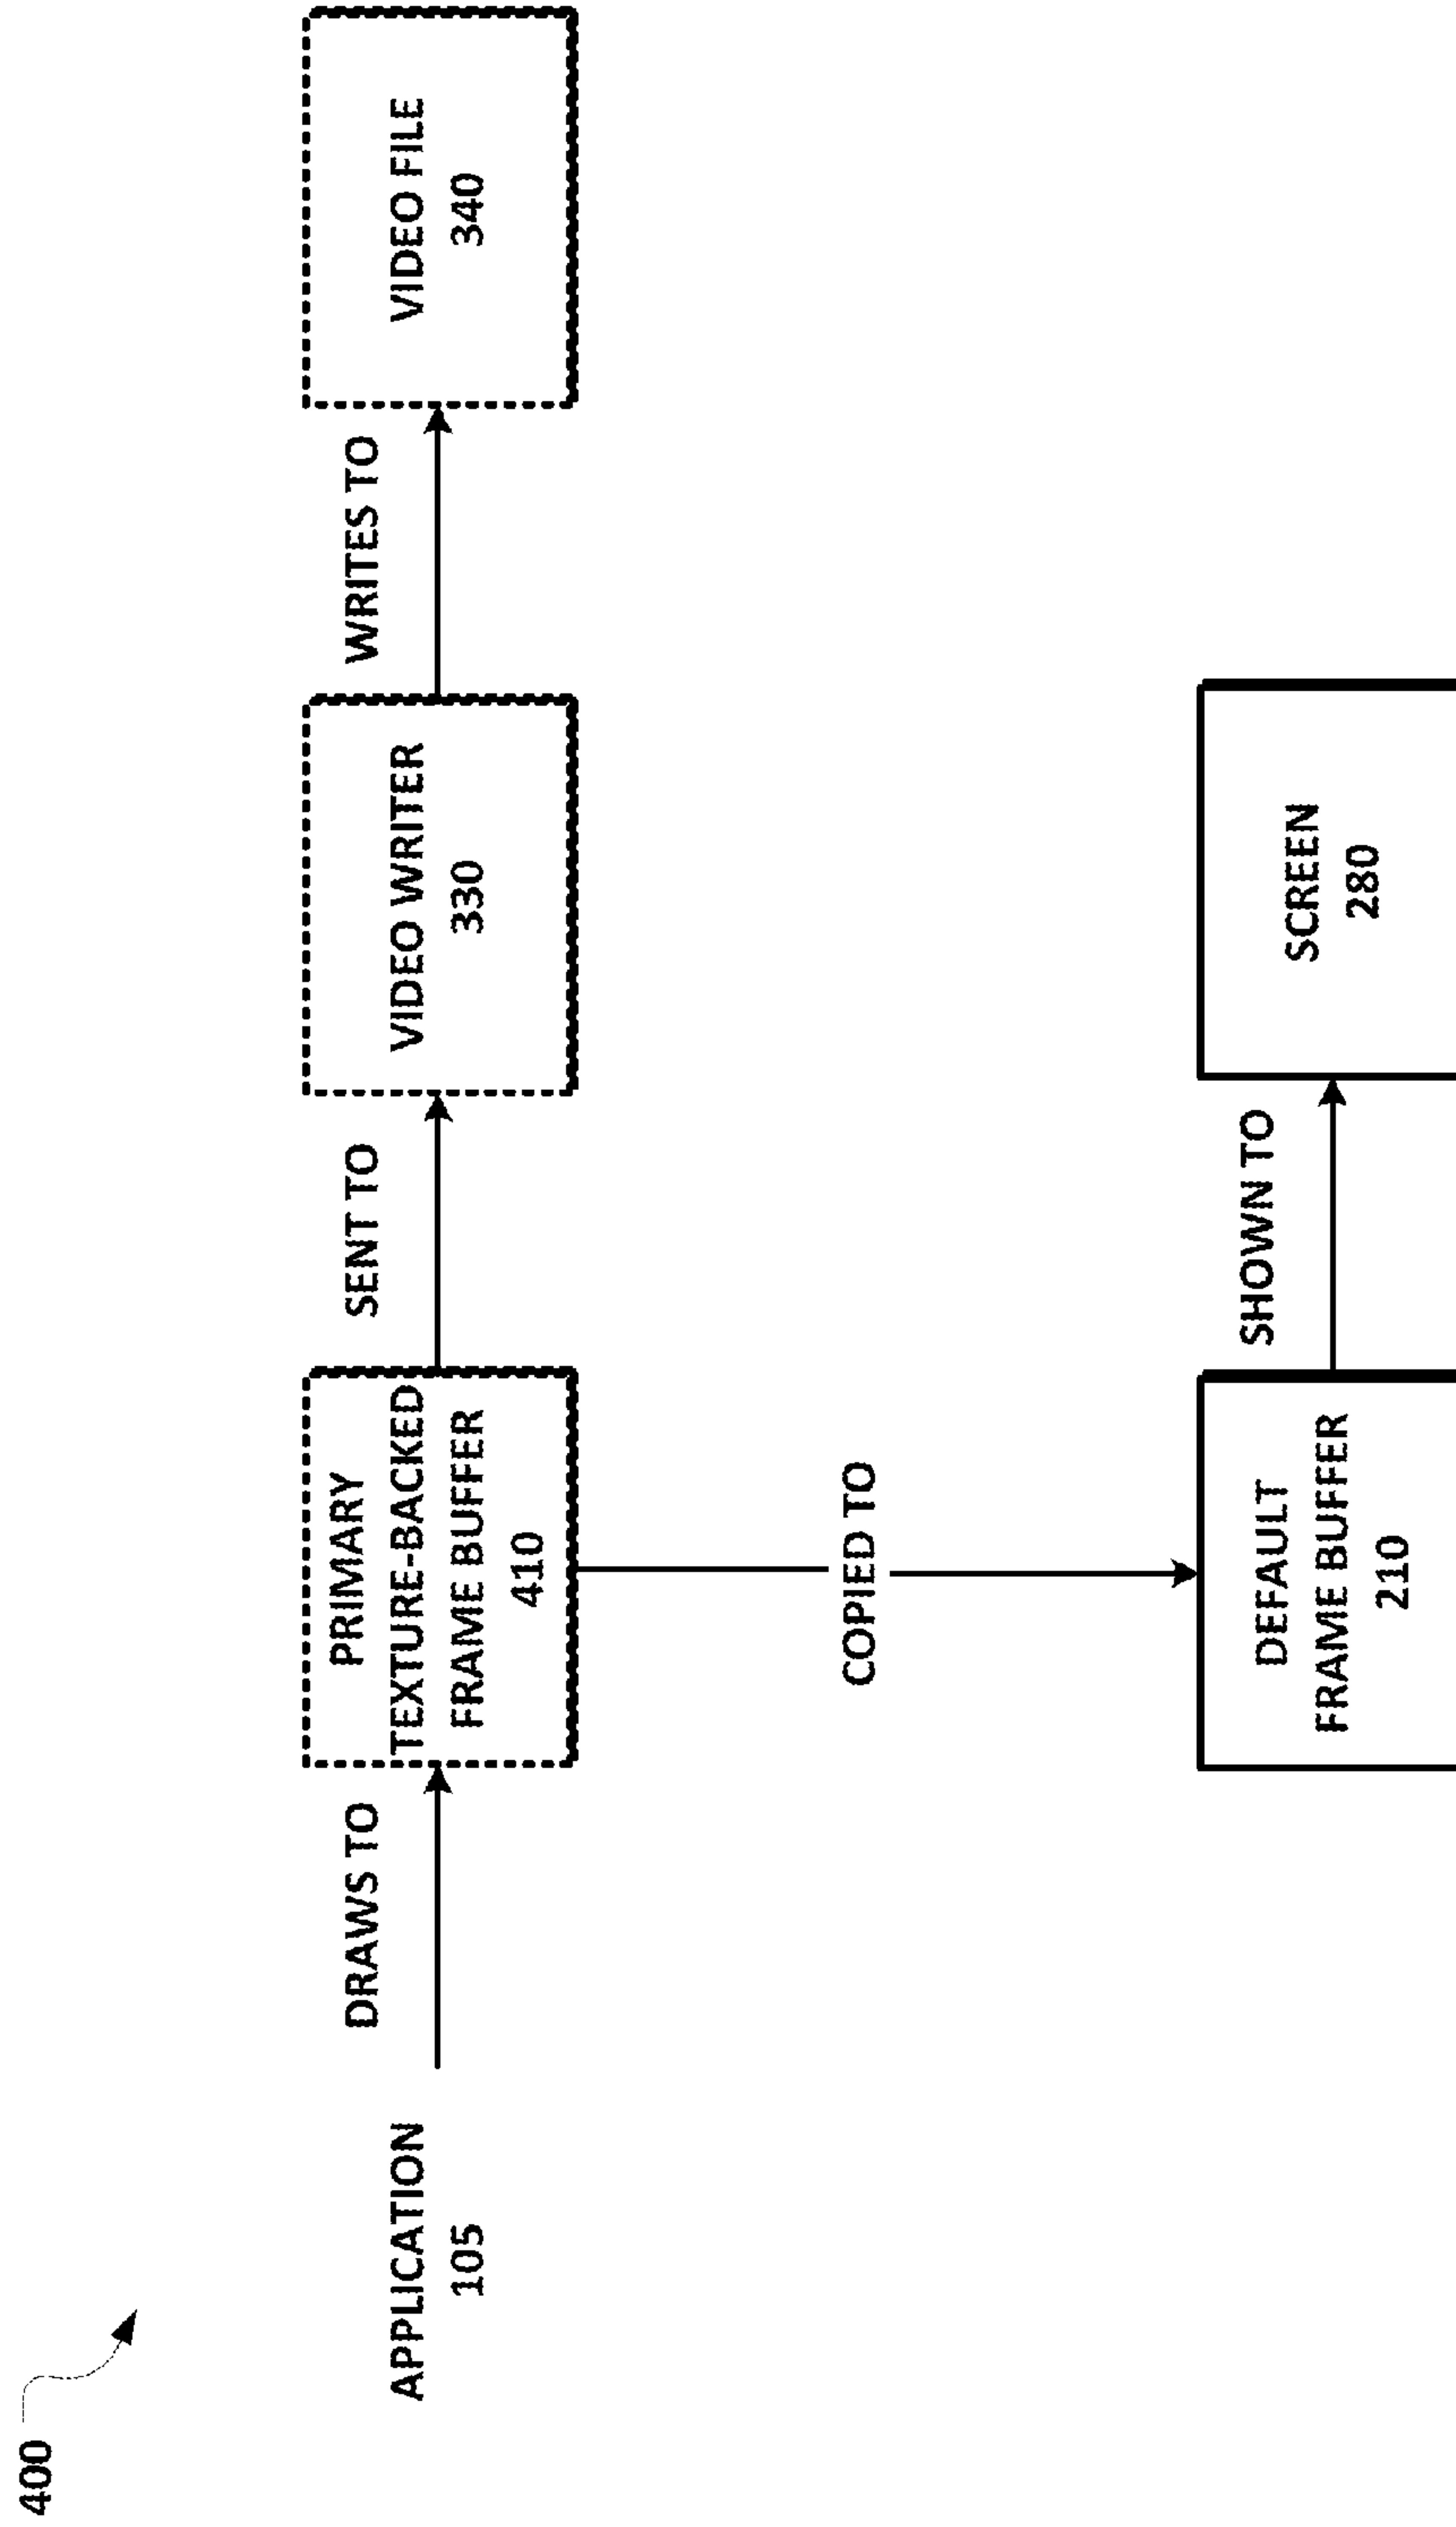 400
APPLICATION
105
DRAWS TO
PRIMARY
TEXTURE-BACKED
FRAME BUFFER
410
SENT TO
VIDEO WRITER
330
WRITES TO
VIDEO FILE
340
COPIED TO
DEFAULT
FRAME BUFFER
210
SHOWN TO
SCREEN
280